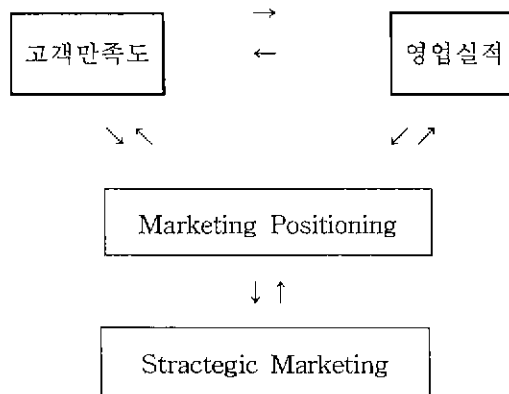 →
고객만족도 ← 영업실적
↘↖ ↙↗
Marketing Positioning
↓↑
Stractegic Marketing